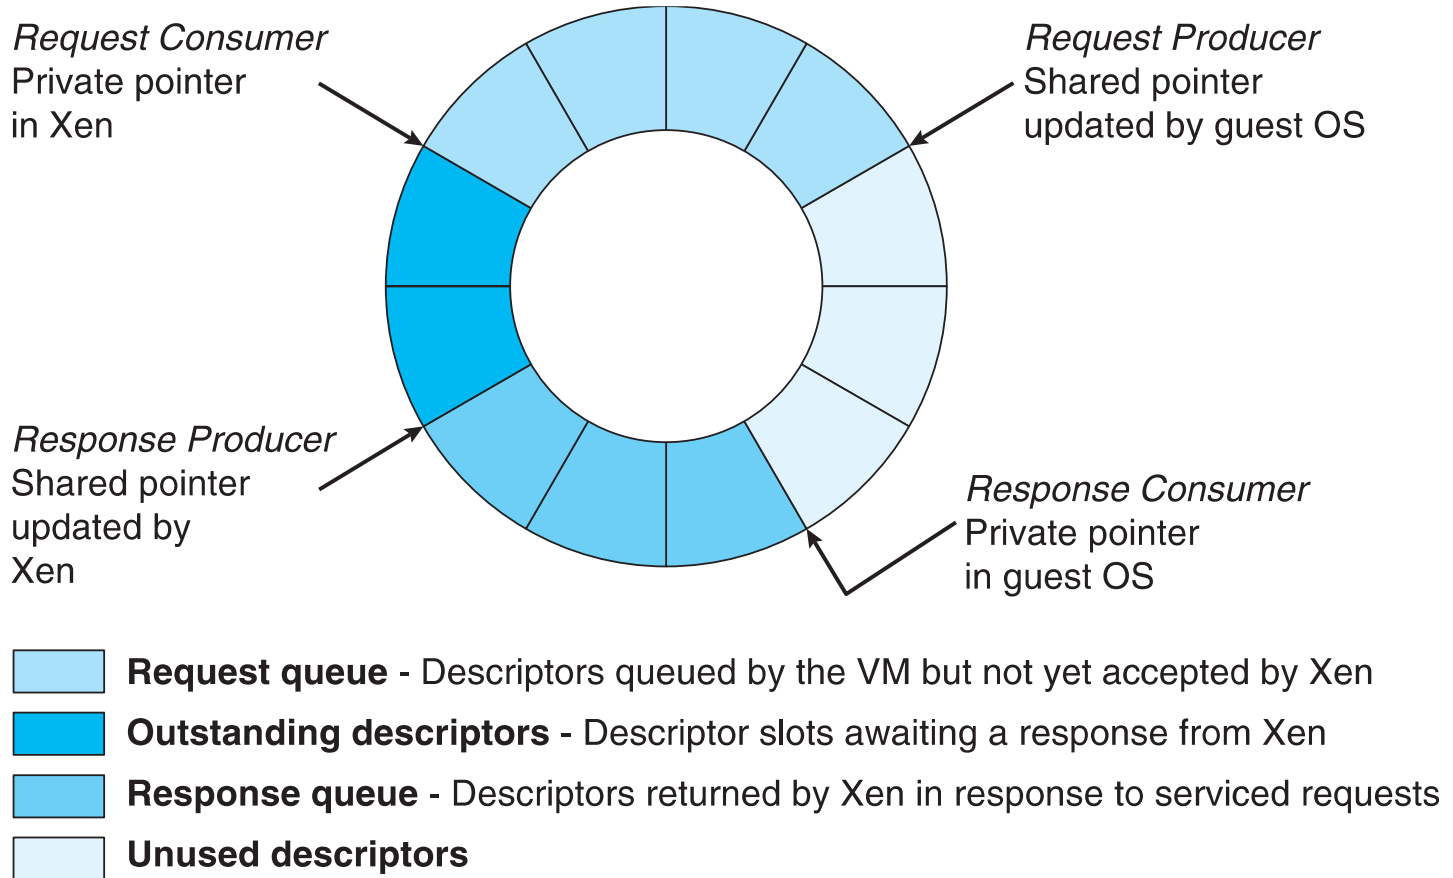 Request Consumer
Private pointer
in Xen
Request Producer
Shared pointer
updated by guest OS
Response Producer
Shared pointer
updated by
Xen
Response Consumer
Private pointer
in guest OS
Request queue - Descriptors queued by the VM but not yet accepted by Xen
Outstanding descriptors - Descriptor slots awaiting a response from Xen
Response queue - Descriptors returned by Xen in response to serviced requests
Unused descriptors